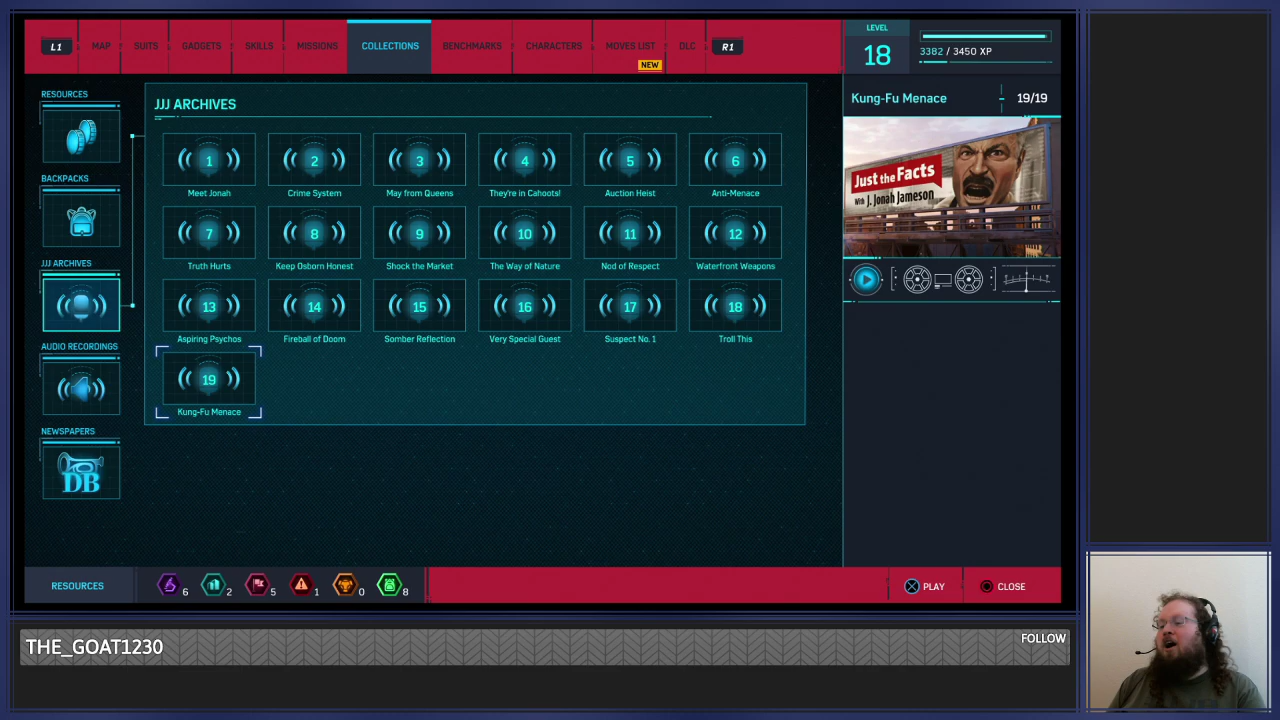 L1
MAP
SUITS
GADGETS
SKILLS
MISSIONS
COLLECTIONS
BENCHMARKS
CHARACTERS
MOVES LIST
NEW
DLC
R1
LEVEL
18
3382 / 3450 XP
RESOURCES
BACKPACKS
JJJ ARCHIVES
AUDIO RECORDINGS
NEWSPAPERS
DB
JJJ ARCHIVES
1
2
3
4
5
6
Meet Jonah
Crime System
May from Queens
They're in Cahoots!
Auction Heist
Anti-Menace
7
8
9
10
11
12
Truth Hurts
Keep Osborn Honest
Shock the Market
The Way of Nature
Nod of Respect
Waterfront Weapons
13
14
15
16
17
18
Aspiring Psychos
Fireball of Doom
Somber Reflection
Very Special Guest
Suspect No. 1
Troll This
19
Kung-Fu Menace
Kung-Fu Menace
19/19
Just the Facts
With J. Jonah Jameson
RESOURCES
6
2
5
1
0
8
PLAY
CLOSE
THE_GOAT1230
FOLLOW